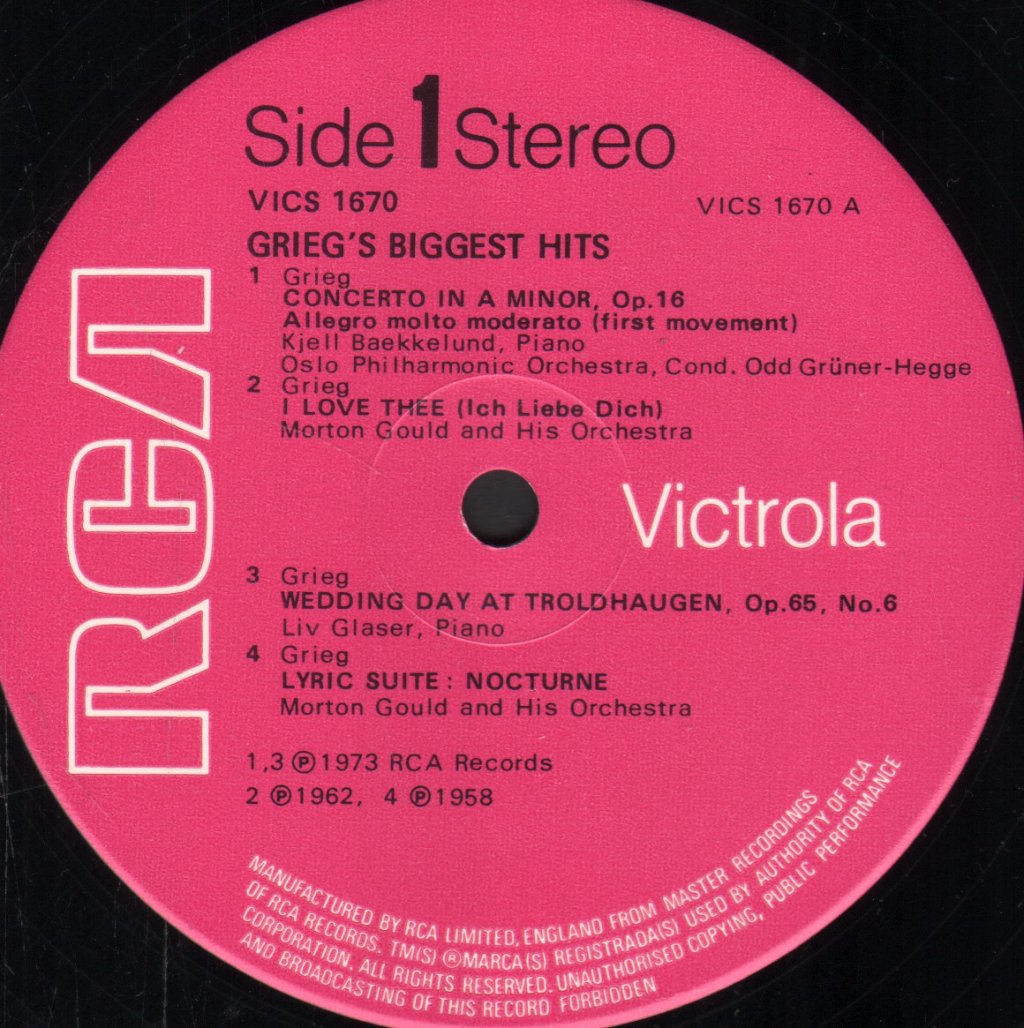 Side 1 Stereo
VICS 1670
VICS 1670 A
GRIEG'S BIGGEST HITS
1 Grieg
CONCERTO IN A MINOR, Op.16
Allegro molto moderato (first movement)
Kjell Baekkelund, Piano
Oslo Philharmonic Orchestra, Cond. Odd Grüner-Hegge
2 Grieg
I LOVE THEE (Ich Liebe Dich)
Morton Gould and His Orchestra
RCA
Victrola
3 Grieg
WEDDING DAY AT TROLDHAUGEN, Op.65, No.6
Liv Glaser, Piano
4 Grieg
LYRIC SUITE : NOCTURNE
Morton Gould and His Orchestra
1,3 ℗1973 RCA Records
2 ℗1962, 4 ℗1958
MANUFACTURED BY RCA LIMITED, ENGLAND FROM MASTER RECORDINGS
OF RCA RECORDS. TM(S) ® MARCA(S) REGISTRADA(S) USED BY AUTHORITY OF RCA
CORPORATION. ALL RIGHTS RESERVED. UNAUTHORISED COPYING, PUBLIC PERFORMANCE
AND BROADCASTING OF THIS RECORD FORBIDDEN